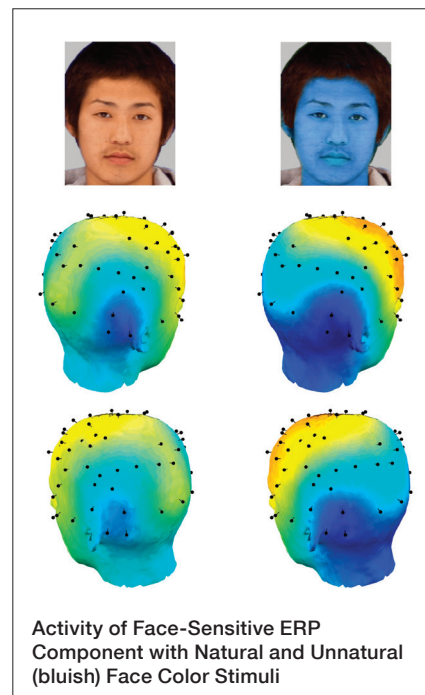 Activity of Face-Sensitive ERP
Component with Natural and Unnatural
(bluish) Face Color Stimuli